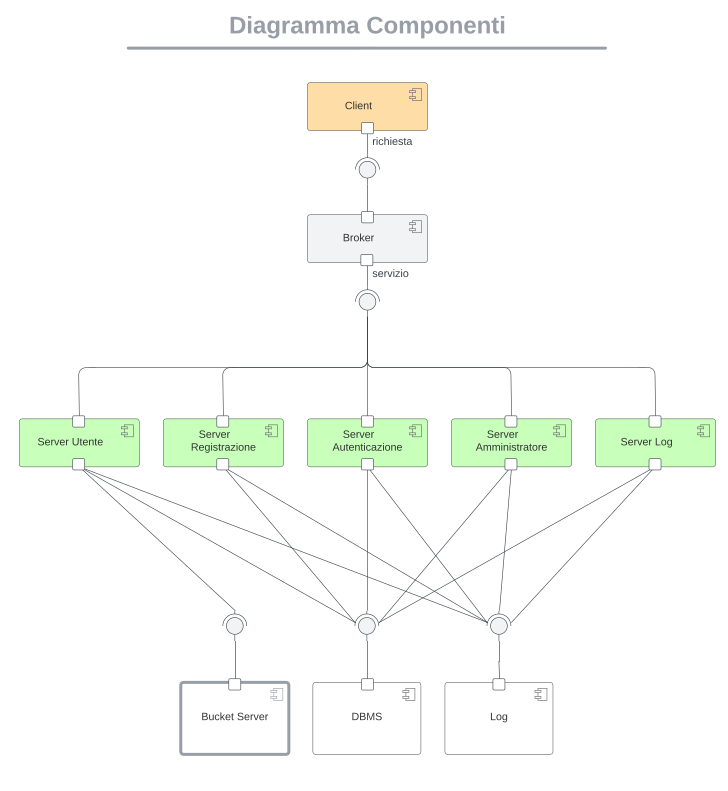 Diagramma Componenti
Client
richiesta
Broker
servizio
Server Utente
Server
Registrazione
Server
Autenticazione
Server
Amministratore
Server Log
Bucket Server
DBMS
Log